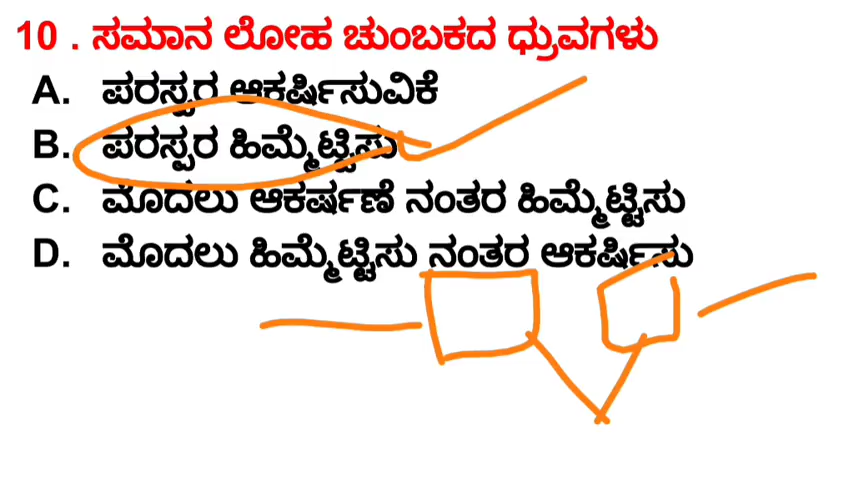 10 . ಸಮಾನ ಲೋಹ ಚುಂಬಕದ ಧ್ರುವಗಳು
A. ಪರಸ್ಪರ ಆಕರ್ಷಿಸುವಿಕೆ
B. ಪರಸ್ಪರ ಹಿಮ್ಮೆಟ್ಟಿಸು
C. ಮೊದಲು ಆಕರ್ಷಣೆ ನಂತರ ಹಿಮ್ಮೆಟ್ಟಿಸು
D. ಮೊದಲು ಹಿಮ್ಮೆಟ್ಟಿಸು ನಂತರ ಆಕರ್ಷಿಸು